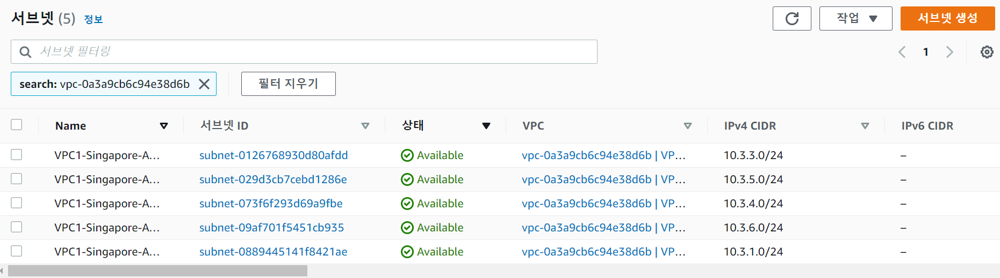 서브넷 (5) 정보
작업 서브넷 생성
서브넷 필터링
1
search: vpc-0a3a9cb6c94e38d6b
필터 지우기
Name 서브넷 ID 상태 VPC IPv4 CIDR IPv6 CIDR
VPC1-Singapore-A... subnet-0126768930d80afdd Available vpc-0a3a9cb6c94e38d6b | VP... 10.3.3.0/24 –
VPC1-Singapore-A... subnet-029d3cb7cebd1286e Available vpc-0a3a9cb6c94e38d6b | VP... 10.3.5.0/24 –
VPC1-Singapore-A... subnet-073f6f293d69a9fbe Available vpc-0a3a9cb6c94e38d6b | VP... 10.3.4.0/24 –
VPC1-Singapore-A... subnet-09af701f5451cb935 Available vpc-0a3a9cb6c94e38d6b | VP... 10.3.6.0/24 –
VPC1-Singapore-A... subnet-0889445141f8421ae Available vpc-0a3a9cb6c94e38d6b | VP... 10.3.1.0/24 –